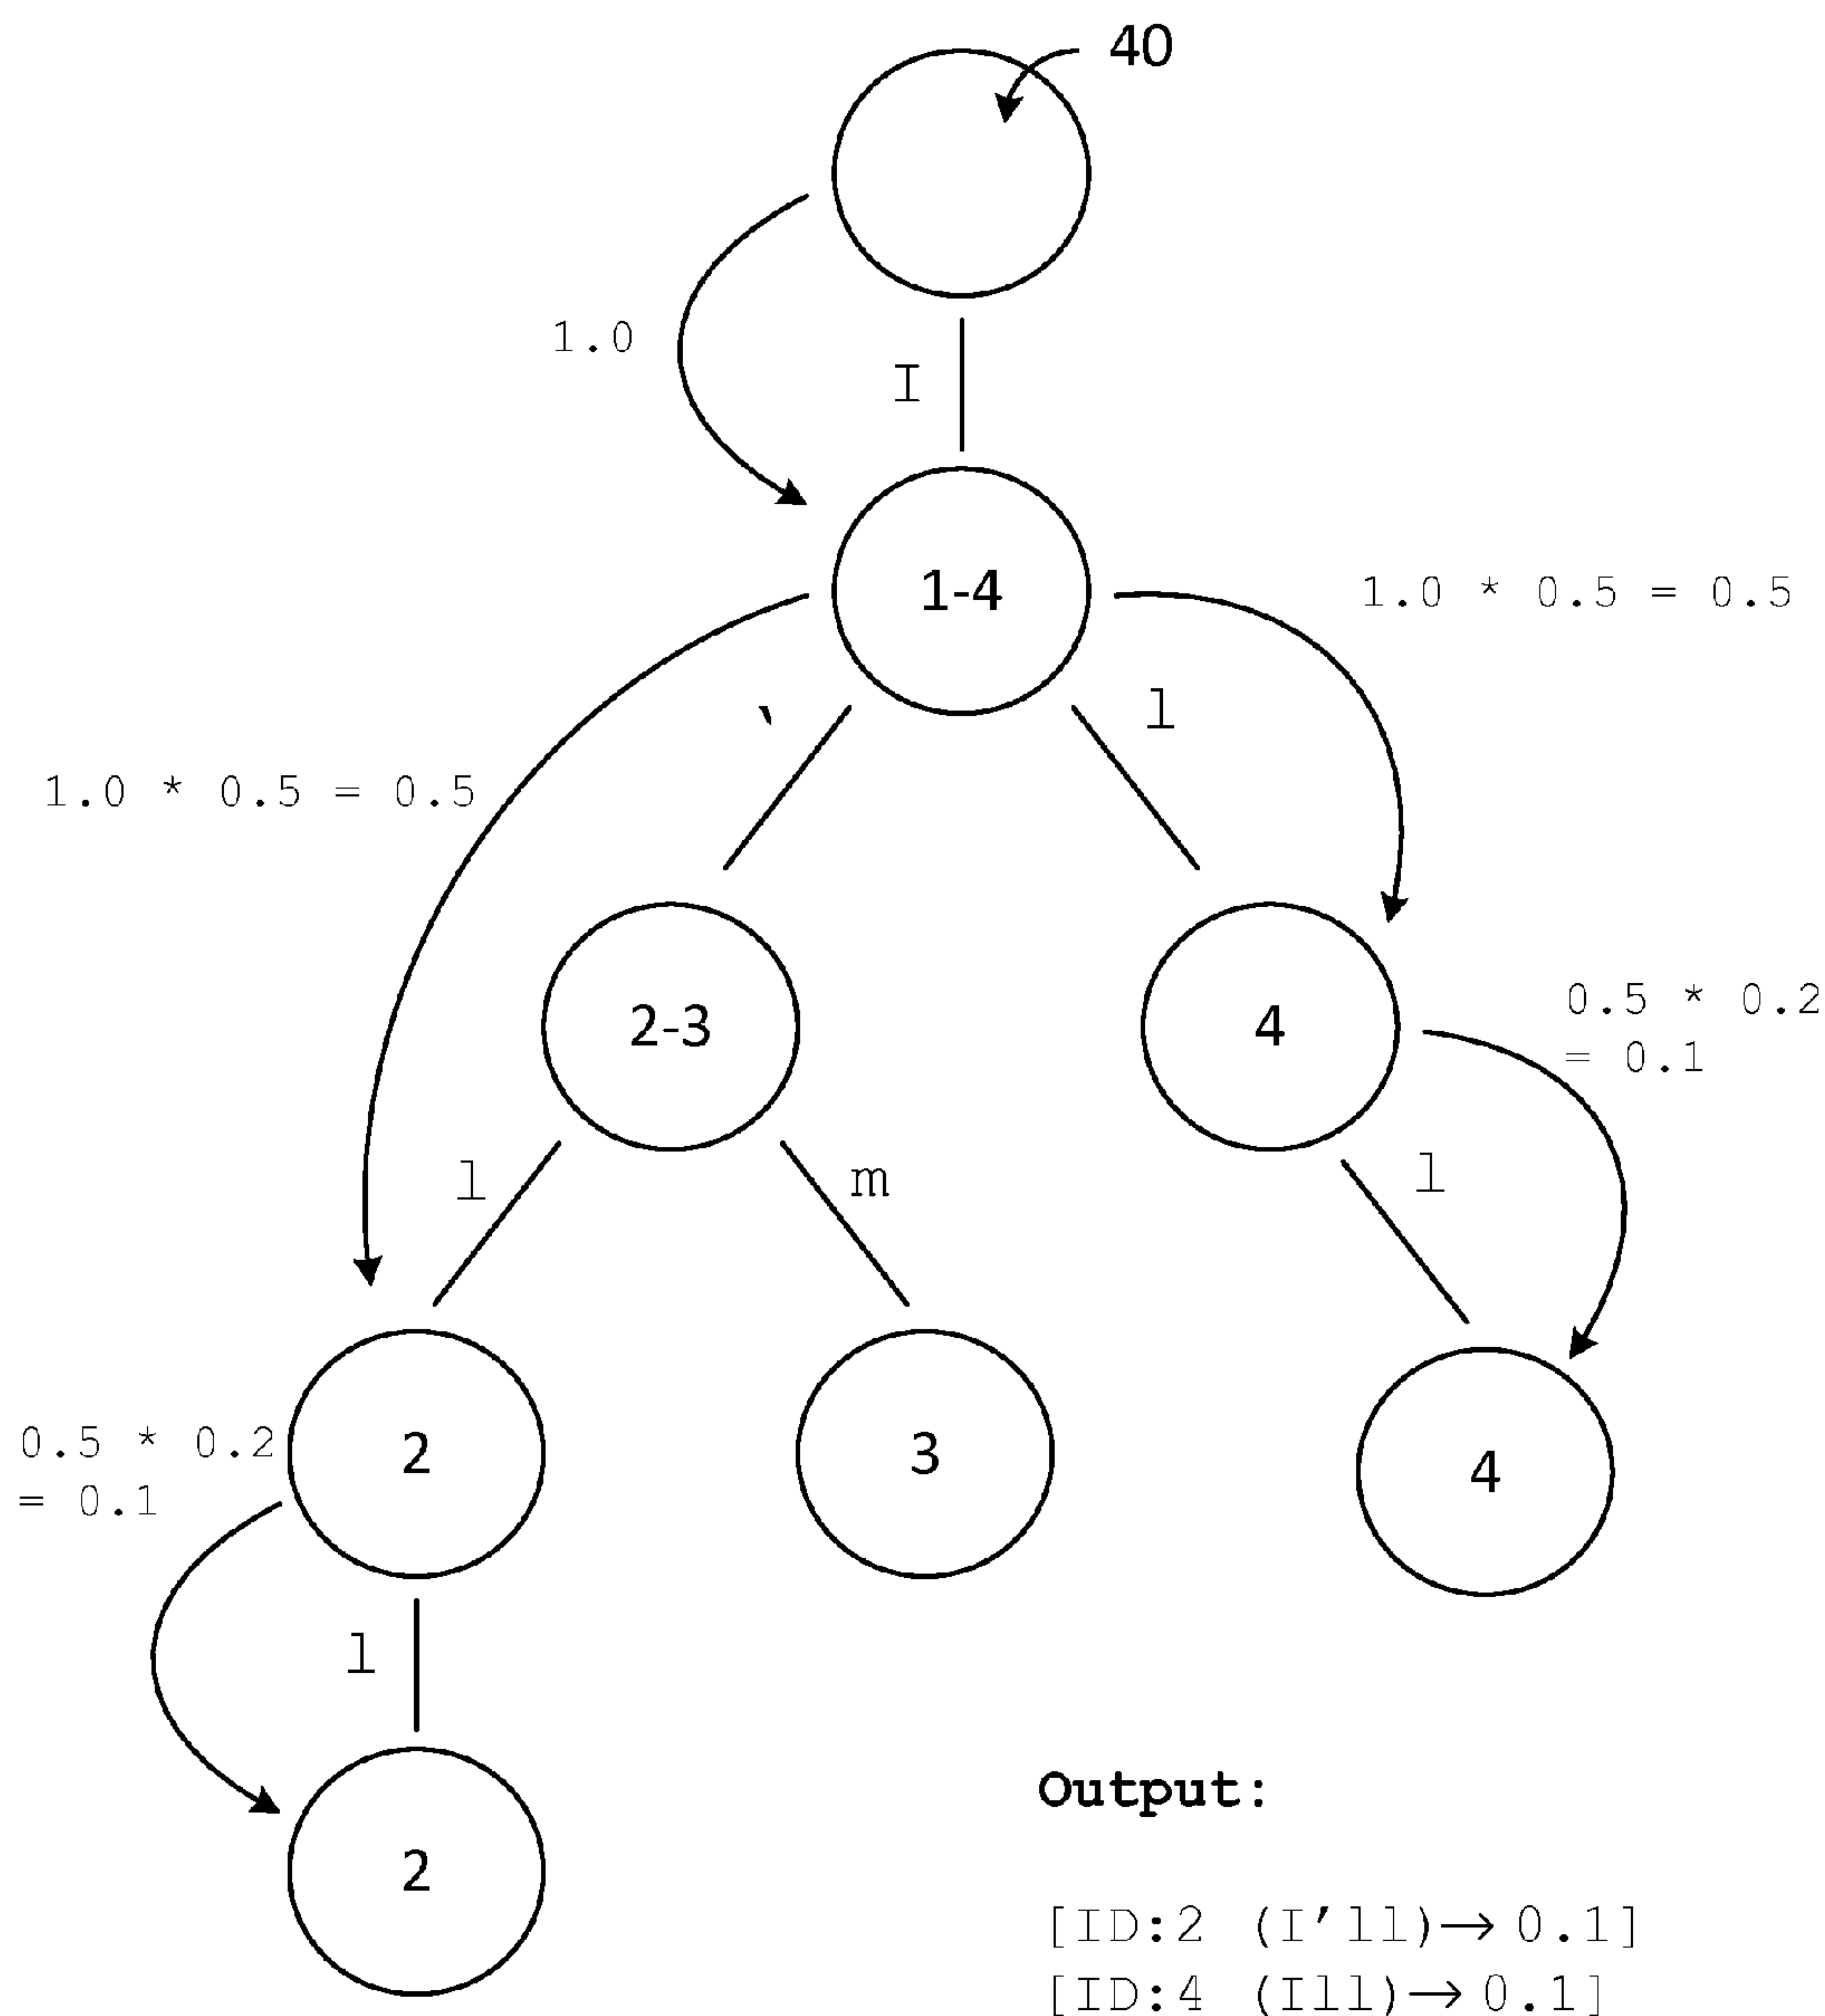 40
1.0
I
1-4
1.0 * 0.5 = 0.5
‵
l
1.0 * 0.5 = 0.5
2-3
4
0.5 * 0.2
= 0.1
l
m
l
0.5 * 0.2
= 0.1
2
3
4
l
2
Output:
[ID:2 (I’ll)→ 0.1]
[ID:4 (Ill)→ 0.1]